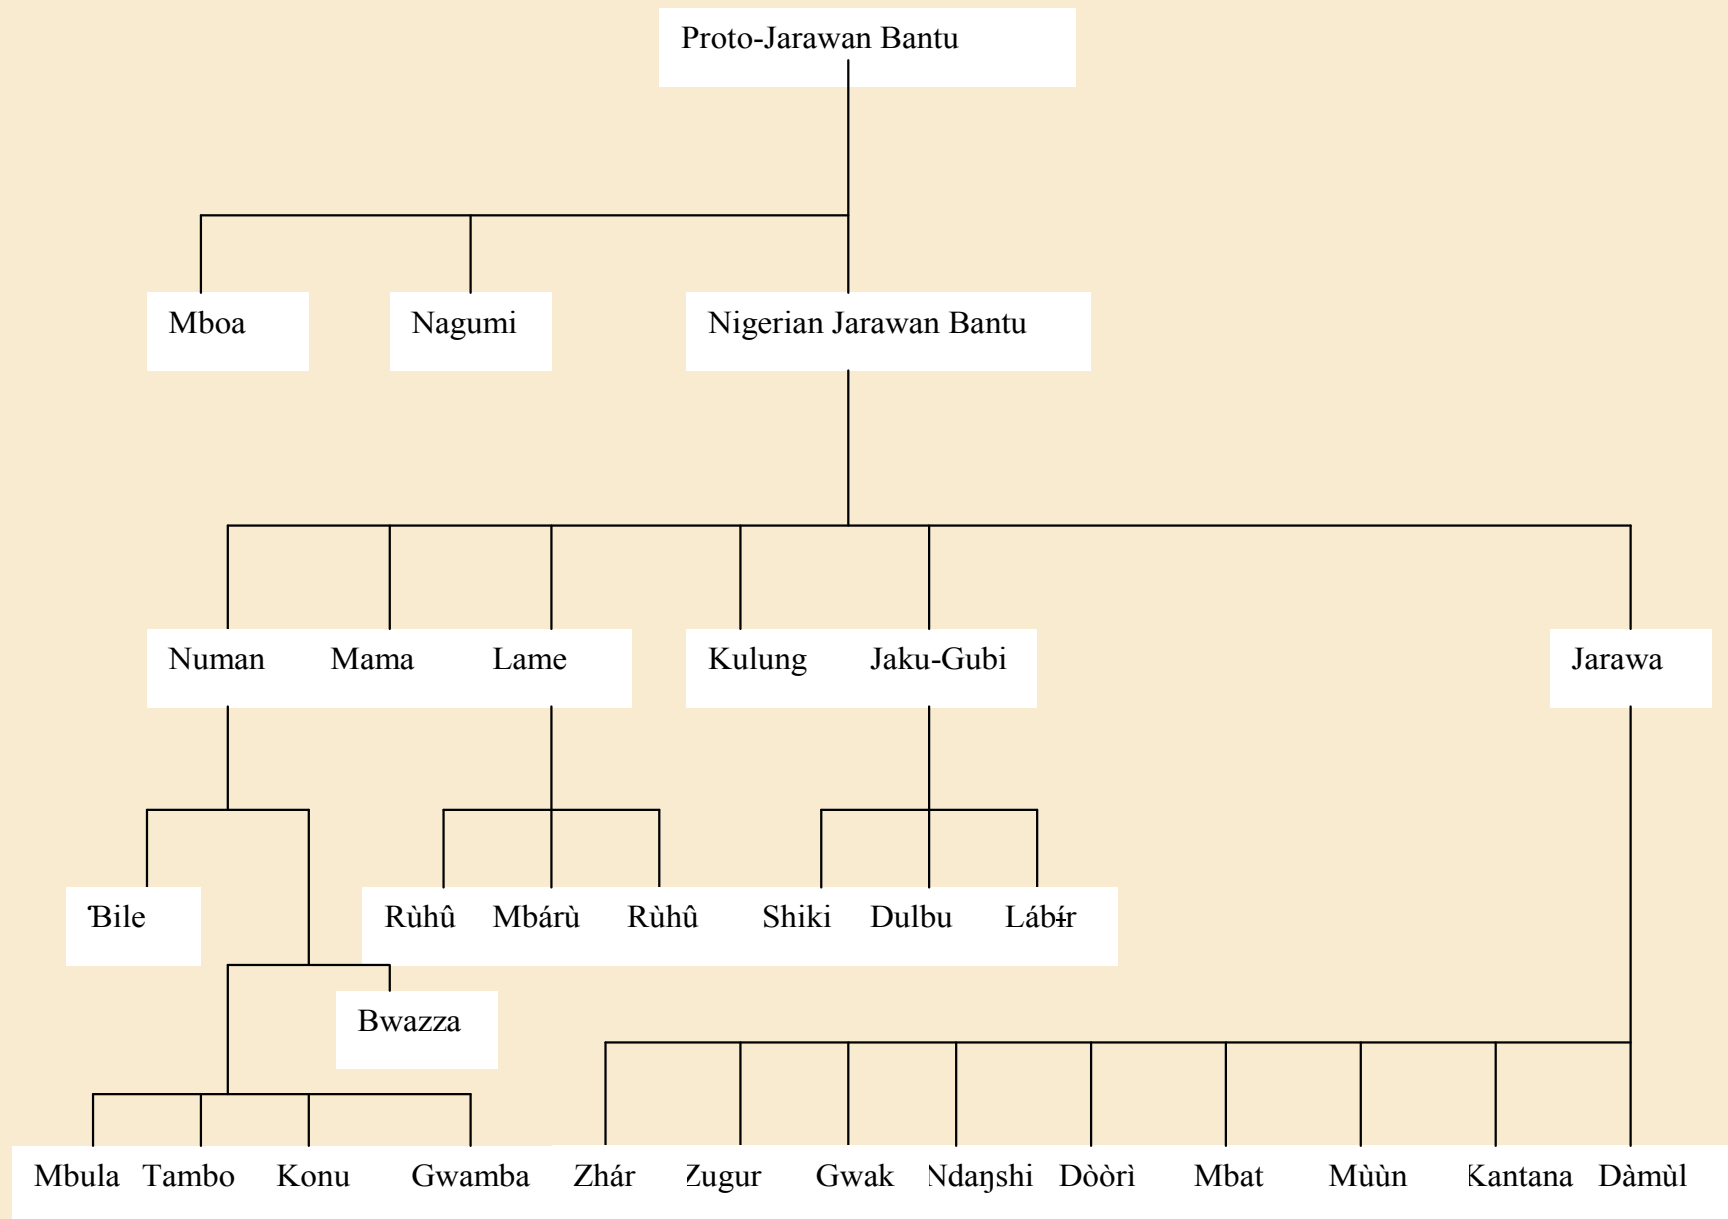 Proto-Jarawan Bantu
Mboa Nagumi Nigerian Jarawan Bantu
Numan Mama Lame Kulung Jaku-Gubi Jarawa
Ɓile Rùhû Mbárù Rùhû Shiki Dulbu Lábɨ́r
Bwazza
Mbula Tambo Konu Gwamba Zhár Zugur Gwak Ndaŋshi Dòòrì Mbat Mùùn Kantana Dàmùl